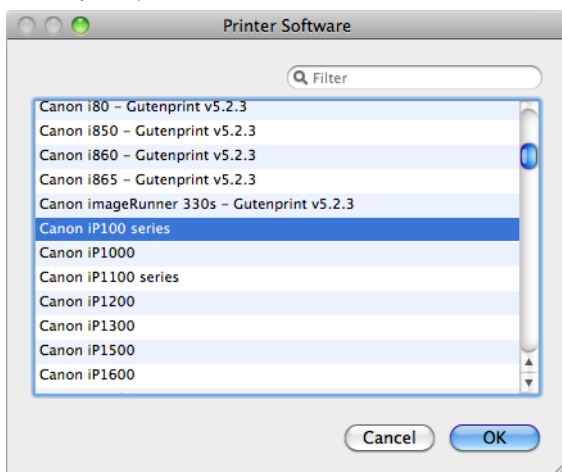 Printer Software
Filter
Canon i80 – Gutenprint v5.2.3
Canon i850 – Gutenprint v5.2.3
Canon i860 – Gutenprint v5.2.3
Canon i865 – Gutenprint v5.2.3
Canon imageRunner 330s – Gutenprint v5.2.3
Canon iP100 series
Canon iP1000
Canon iP1100 series
Canon iP1200
Canon iP1300
Canon iP1500
Canon iP1600
Cancel OK